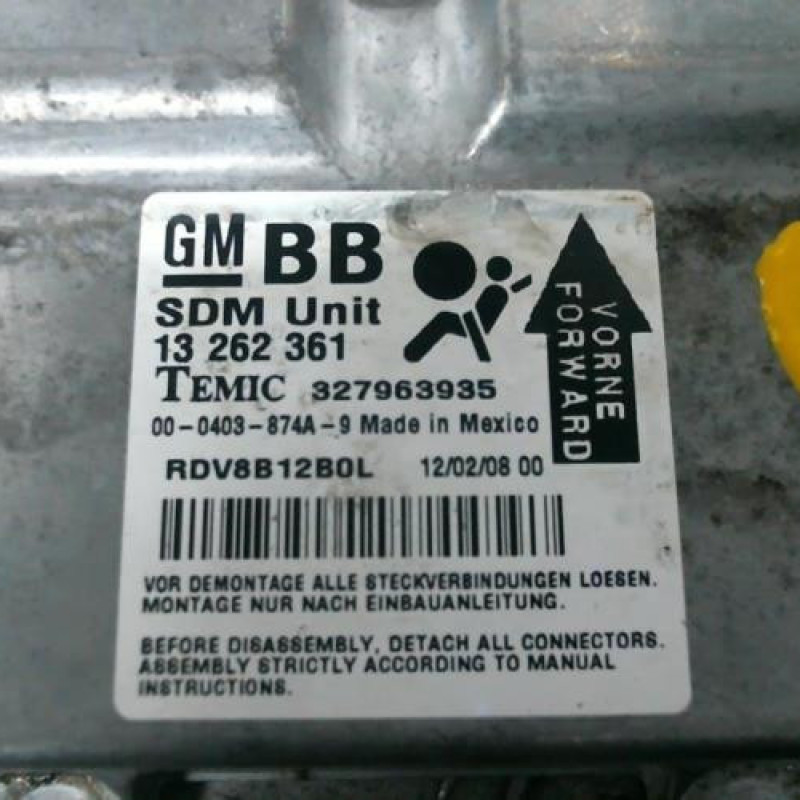 GM BB
SDM Unit
13 262 361
TEMIC 327963935
00-0403-874A-9 Made in Mexico
RDV8B12B0L 12/02/08 00
VORNE
FORWARD
VOR DEMONTAGE ALLE STECKVERBINDUNGEN LOESEN.
MONTAGE NUR NACH EINBAUANLEITUNG.
BEFORE DISASSEMBLY, DETACH ALL CONNECTORS.
ASSEMBLY STRICTLY ACCORDING TO MANUAL
INSTRUCTIONS.